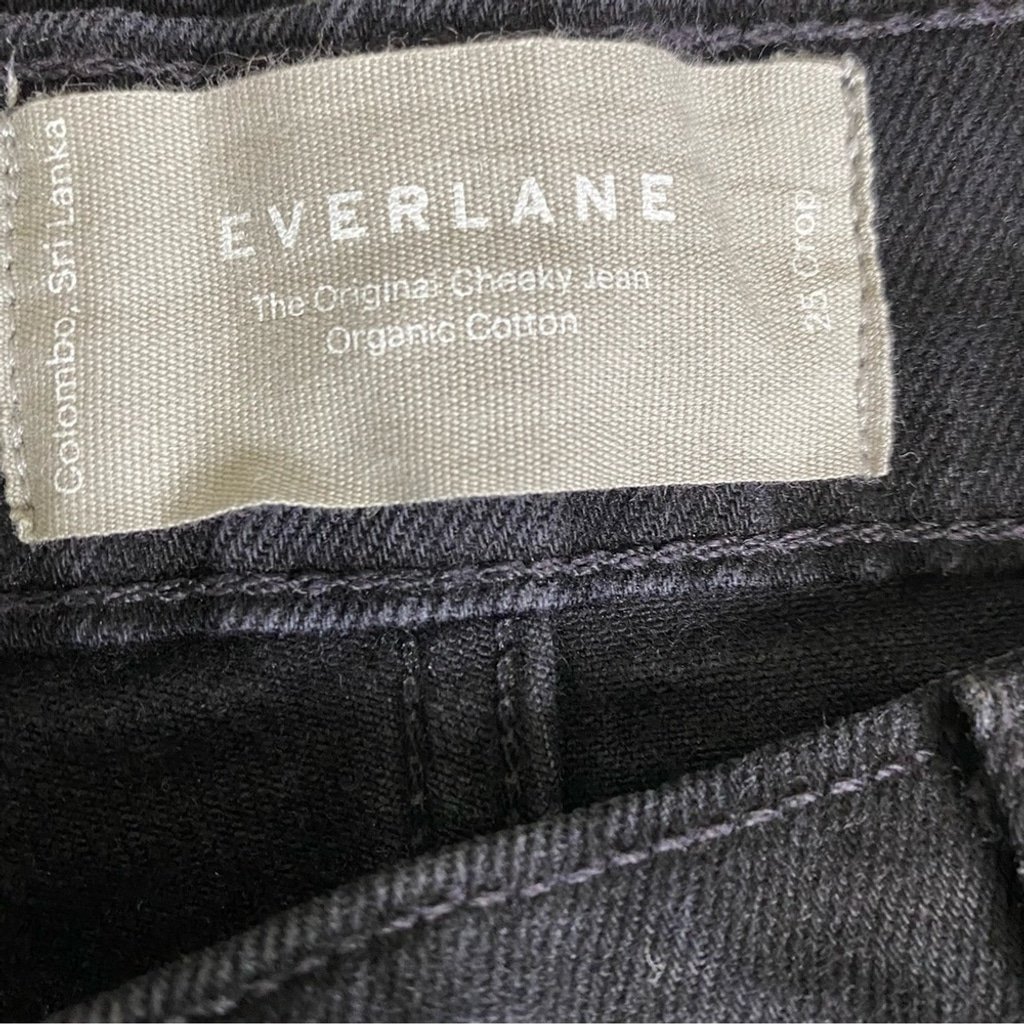 Colombo, Sri Lanka
EVERLANE
The Original Cheeky Jean
Organic Cotton
25 Crop